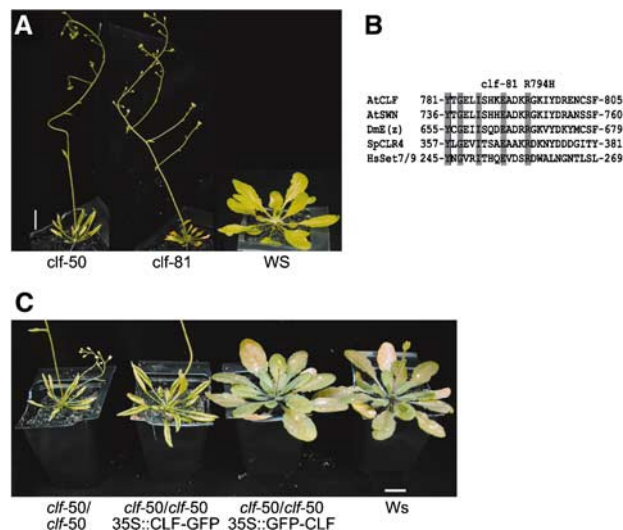 A
clf-50 clf-81 WS
B
clf-81 R794H
AtCLF 781-YTGELISHKEADKRGKIYDRENCSF-805
AtSWN 736-YTGELISHKEADKRGKIYDRANSSF-760
DmE(z) 655-YCGEIISQDEADRRGKVYDKYMCSF-679
SpCLR4 357-YLGEVITSAEAAKRDKNYDDDGITY-381
HsSet7/9 245-YNGVRITHQEVDSRDWALNGNTLSL-269
C
clf-50/ clf-50/clf-50 clf-50/clf-50 Ws
clf-50 35S::CLF-GFP 35S::GFP-CLF